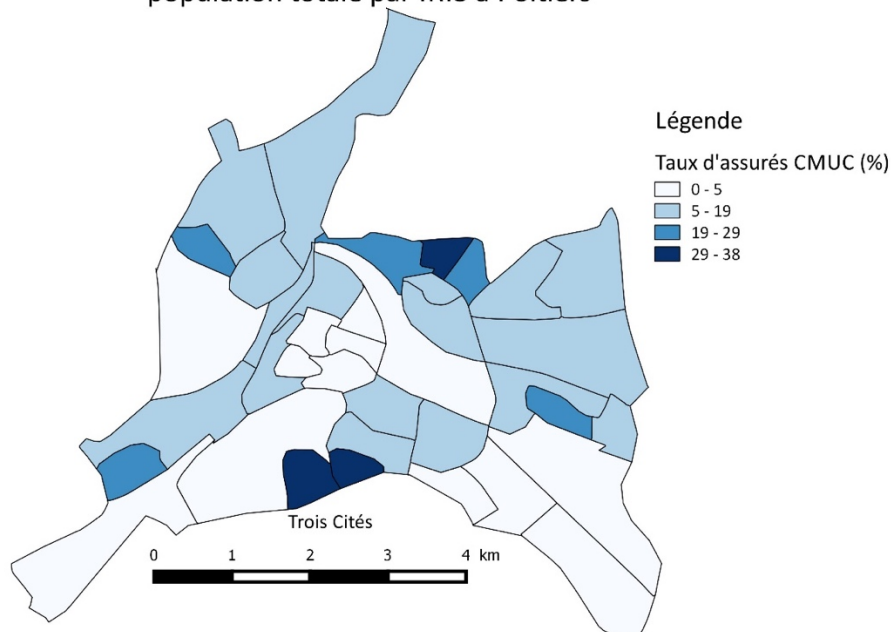 population totale par Iris à Poitiers
Légende
Taux d'assurés CMUC (%)
0 - 5
5 - 19
19 - 29
29 - 38
Trois Cités
0 1 2 3 4 km